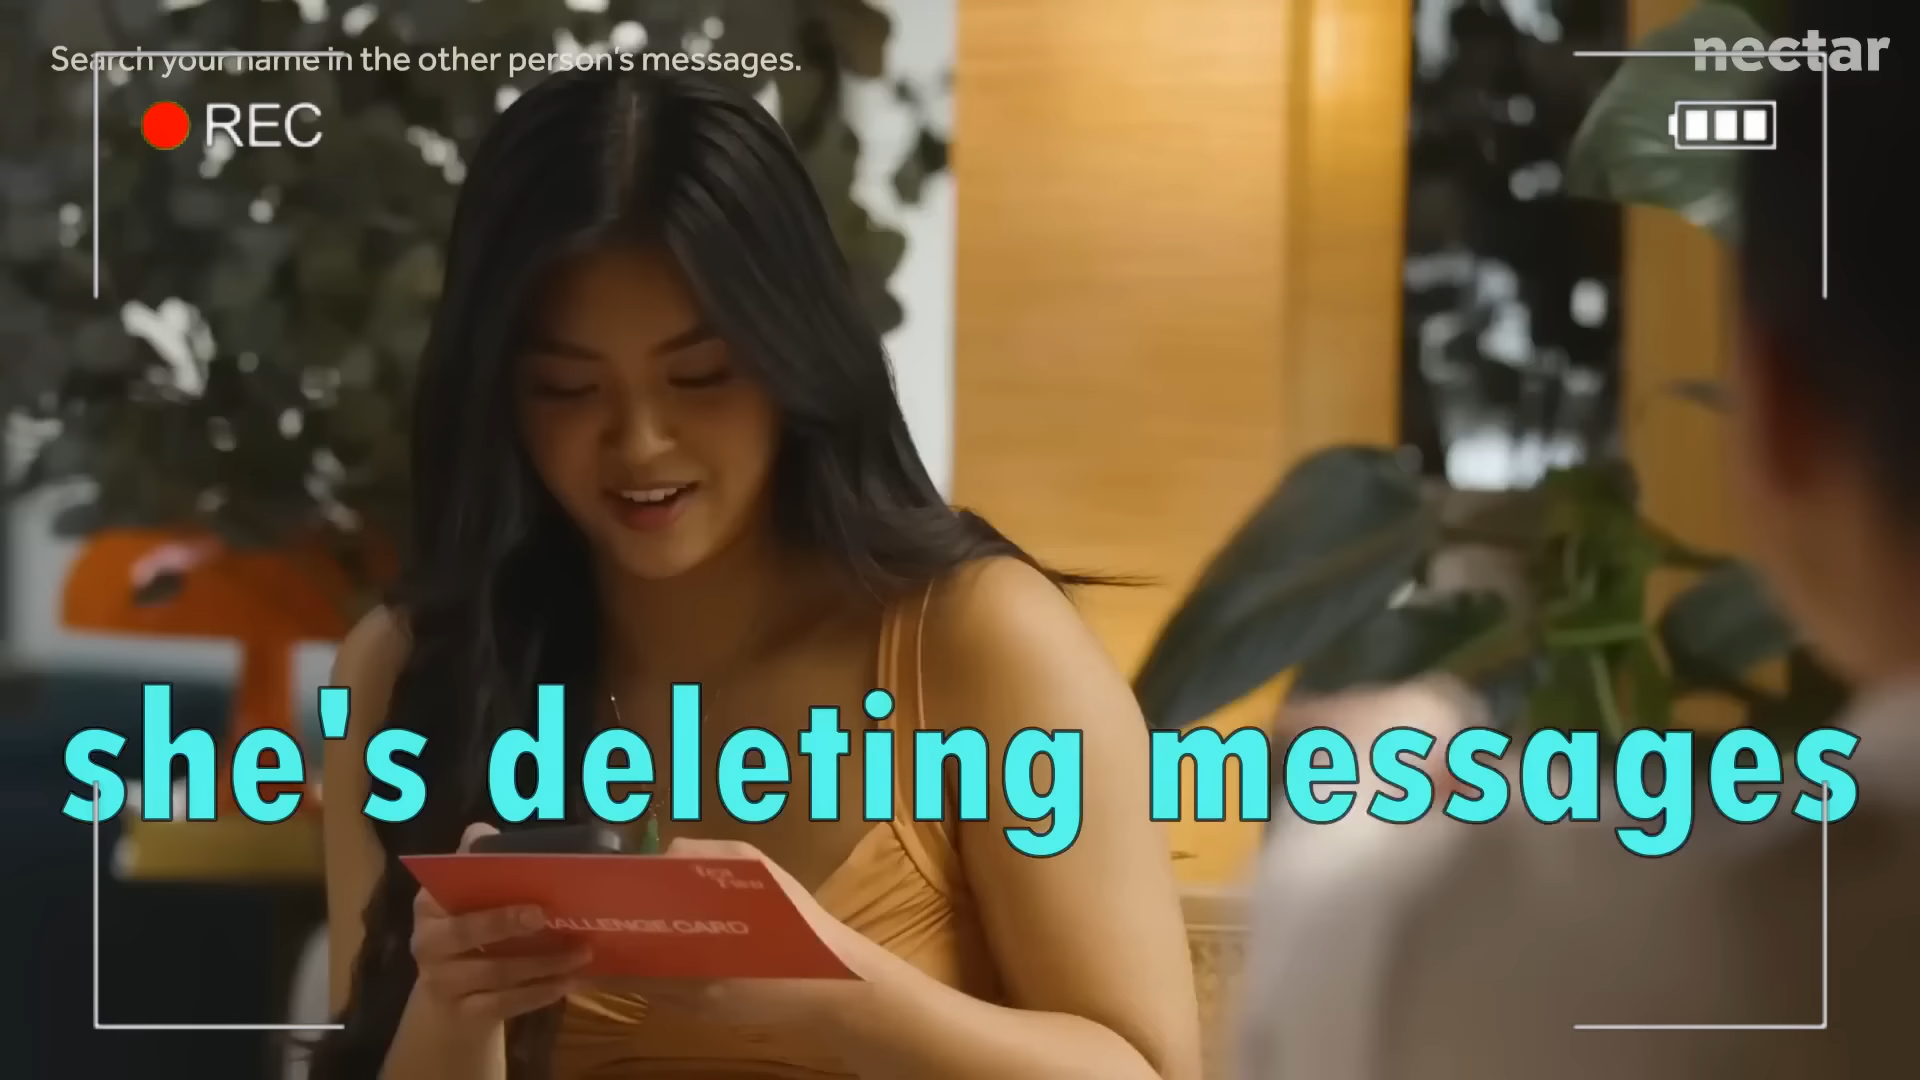 Search your name in the other person's messages.
nectar
REC
she's deleting messages
CHALLENGE CARD